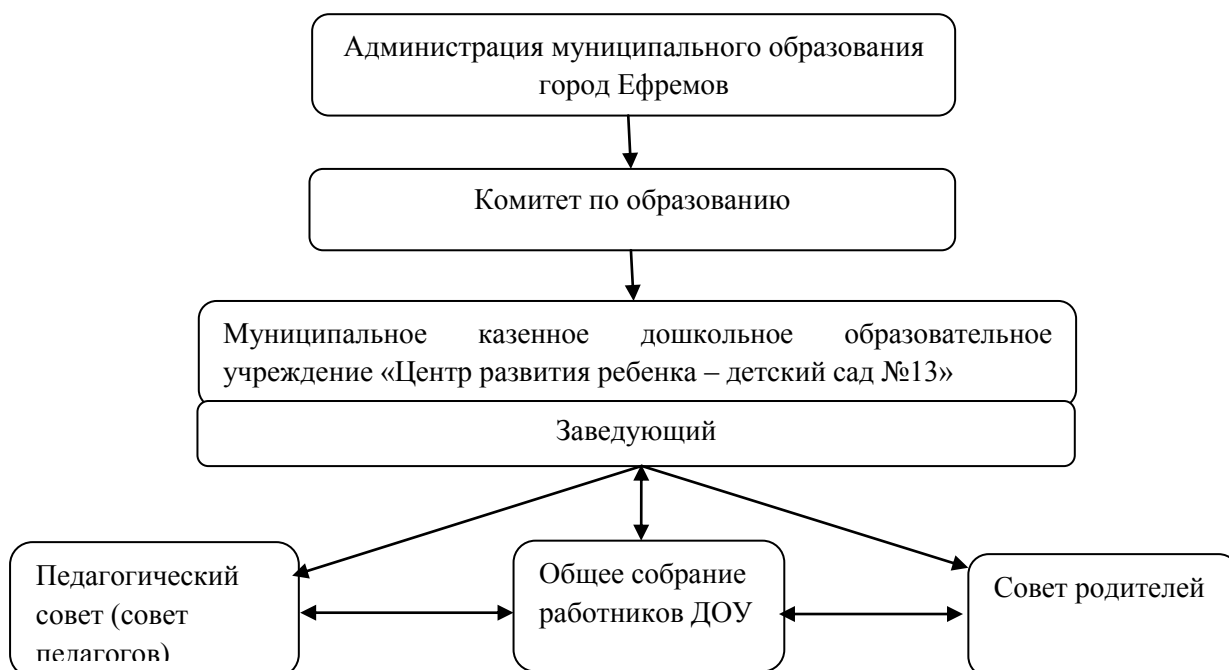 Администрация муниципального образования
город Ефремов
Комитет по образованию
Муниципальное казенное дошкольное образовательное
учреждение «Центр развития ребенка – детский сад №13»
Заведующий
Педагогический
совет (совет
педагогов)
Общее собрание
работников ДОУ
Совет родителей